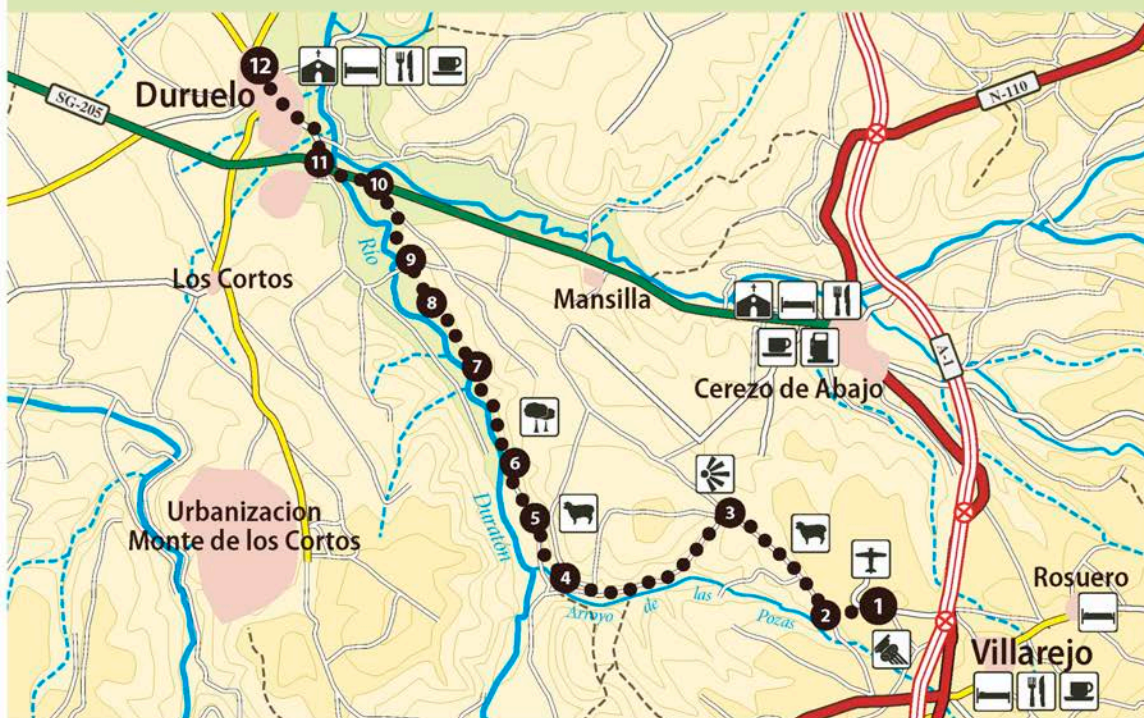 12
Duruelo
SG-205
N-110
11
10
Río
9
Los Cortos
8
Mansilla
A-1
7
Cerezo de Abajo
6
Urbanizacion
Monte de los Cortos
Duratón
5
3
4
Arroyo de las Pozas
2
1
Rosuero
Villarejo